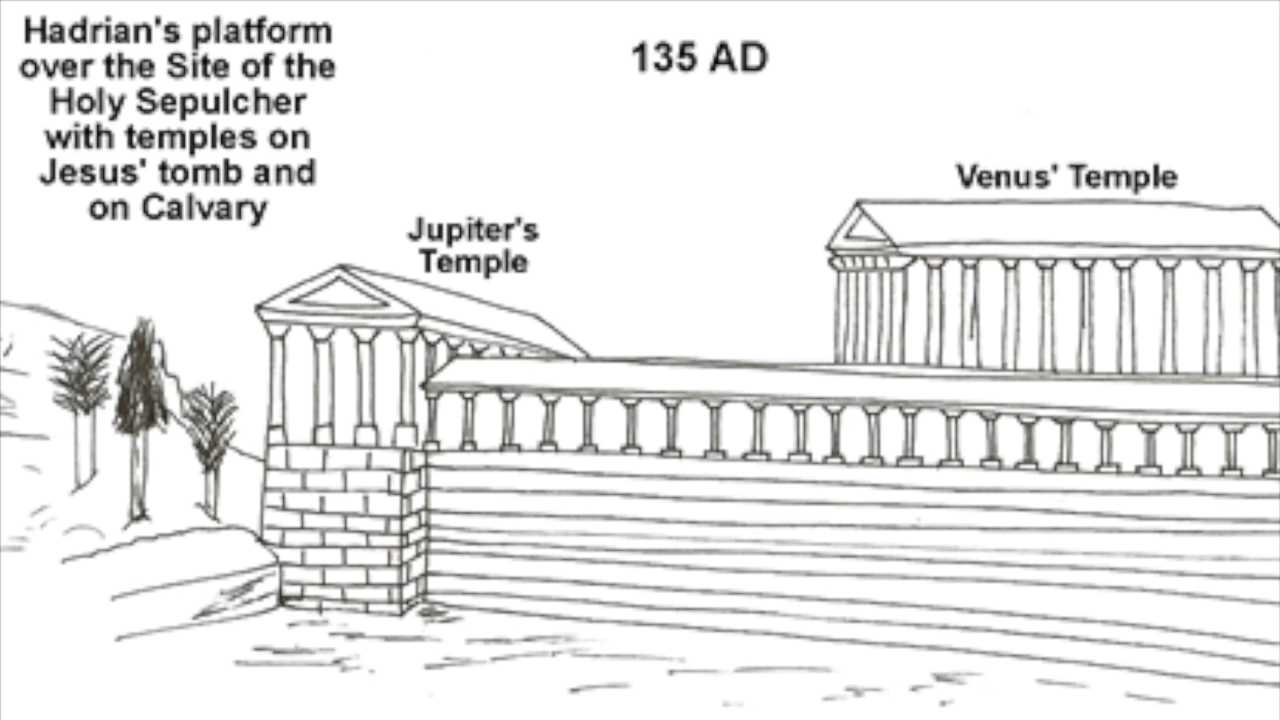 Hadrian's platform
over the Site of the
Holy Sepulcher
with temples on
Jesus' tomb and
on Calvary
135 AD
Venus' Temple
Jupiter's
Temple